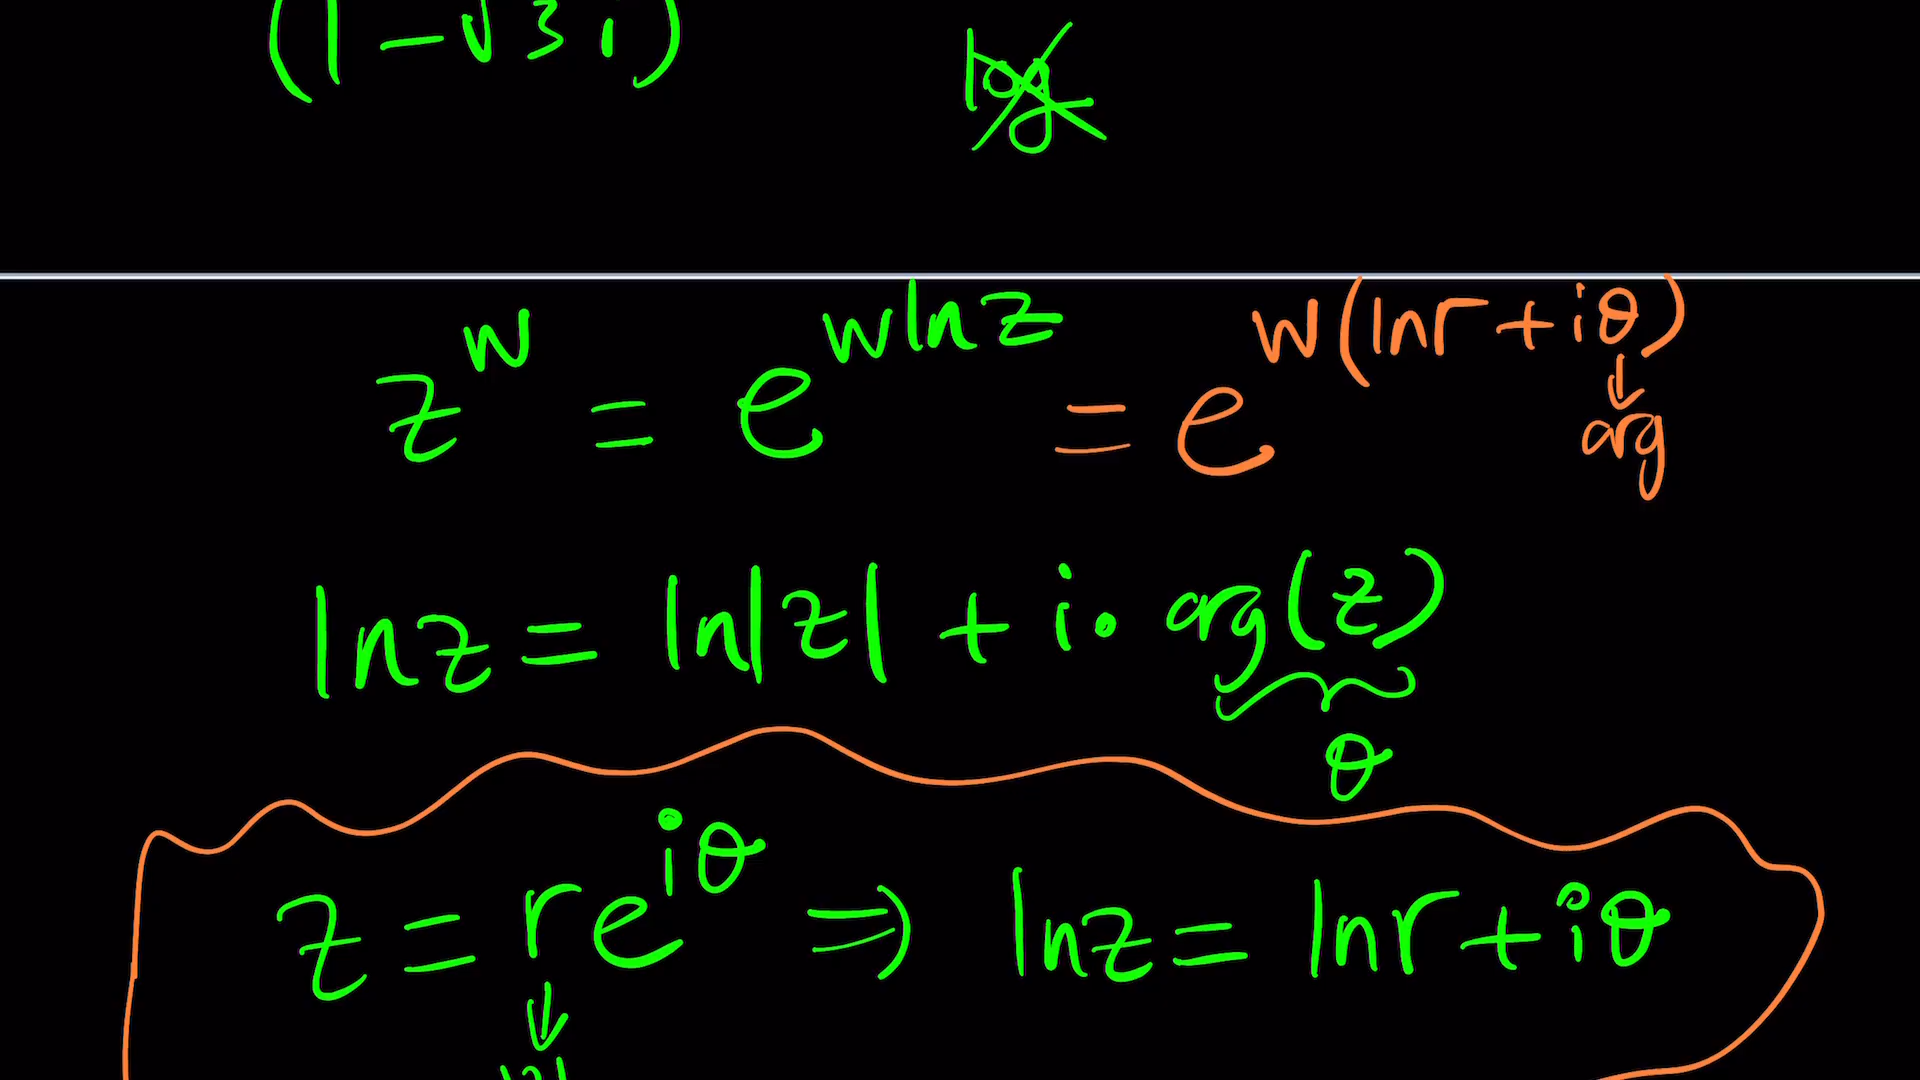 (1 - √3 i)
log
z^w = e^(w ln z) = e^(w(ln r + iθ))
arg
ln z = ln|z| + i · arg(z)
θ
z = re^(iθ) ⇒ ln z = ln r + iθ
|z|